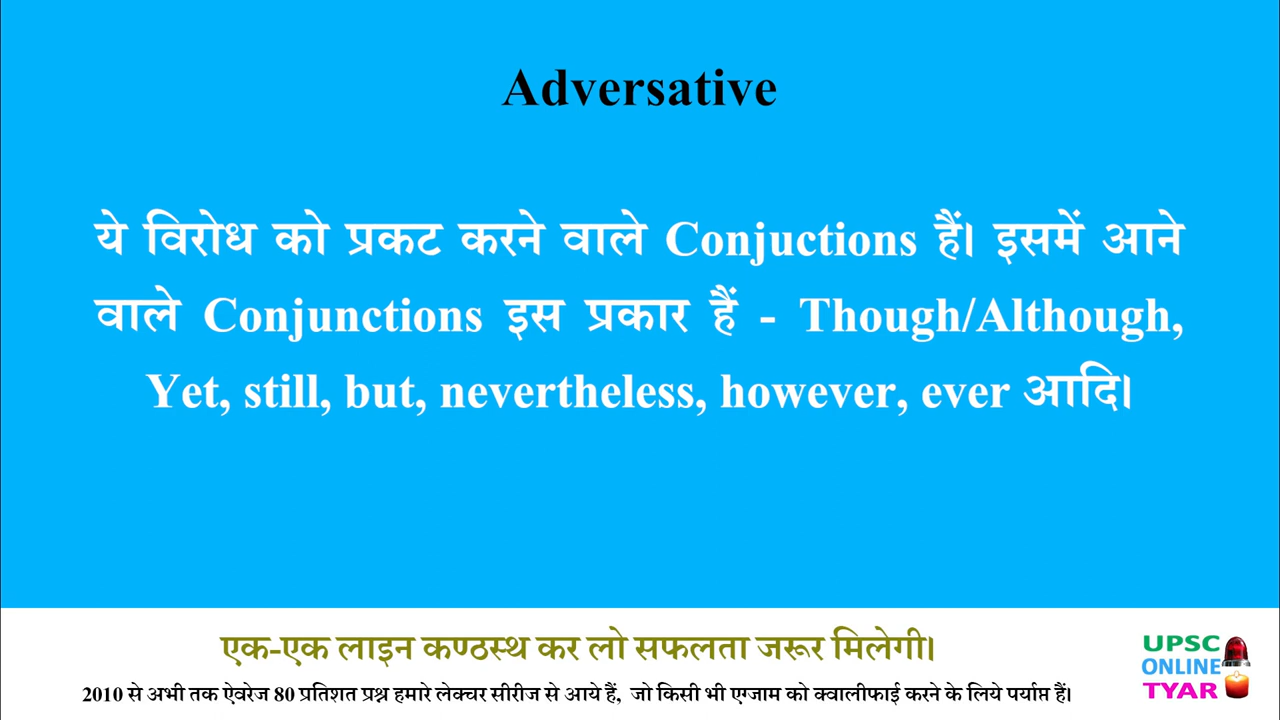 Adversative
ये विरोध को प्रकट करने वाले Conjuctions हैं। इसमें आने
वाले Conjunctions इस प्रकार हैं - Though/Although,
Yet, still, but, nevertheless, however, ever आदि।
एक-एक लाइन कण्ठस्थ कर लो सफलता जरूर मिलेगी।
2010 से अभी तक ऐवरेज 80 प्रतिशत प्रश्न हमारे लेक्चर सीरीज से आये हैं, जो किसी भी एग्जाम को क्वालीफाई करने के लिये पर्याप्त हैं।
UPSC
ONLINE
TYAR